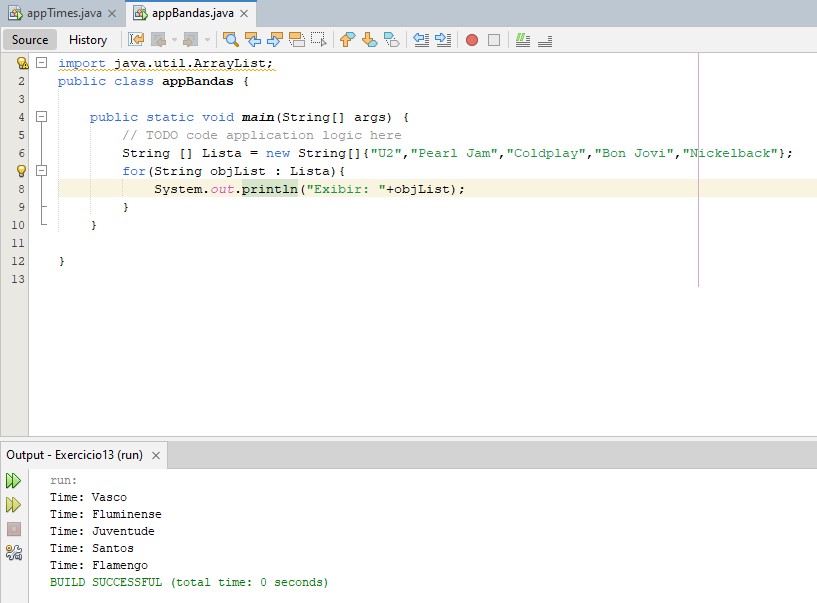 appTimes.java
appBandas.java
Source History
import java.util.ArrayList;
2 public class appBandas {
3
4 public static void main(String[] args) {
5 // TODO code application logic here
6 String [] Lista = new String[]{"U2","Pearl Jam","Coldplay","Bon Jovi","Nickelback"};
for(String objList : Lista){
8 System.out.println("Exibir: "+objList);
9 }
10 }
11
12 }
13
Output - Exercicio13 (run)
run:
Time: Vasco
Time: Fluminense
Time: Juventude
Time: Santos
Time: Flamengo
BUILD SUCCESSFUL (total time: 0 seconds)